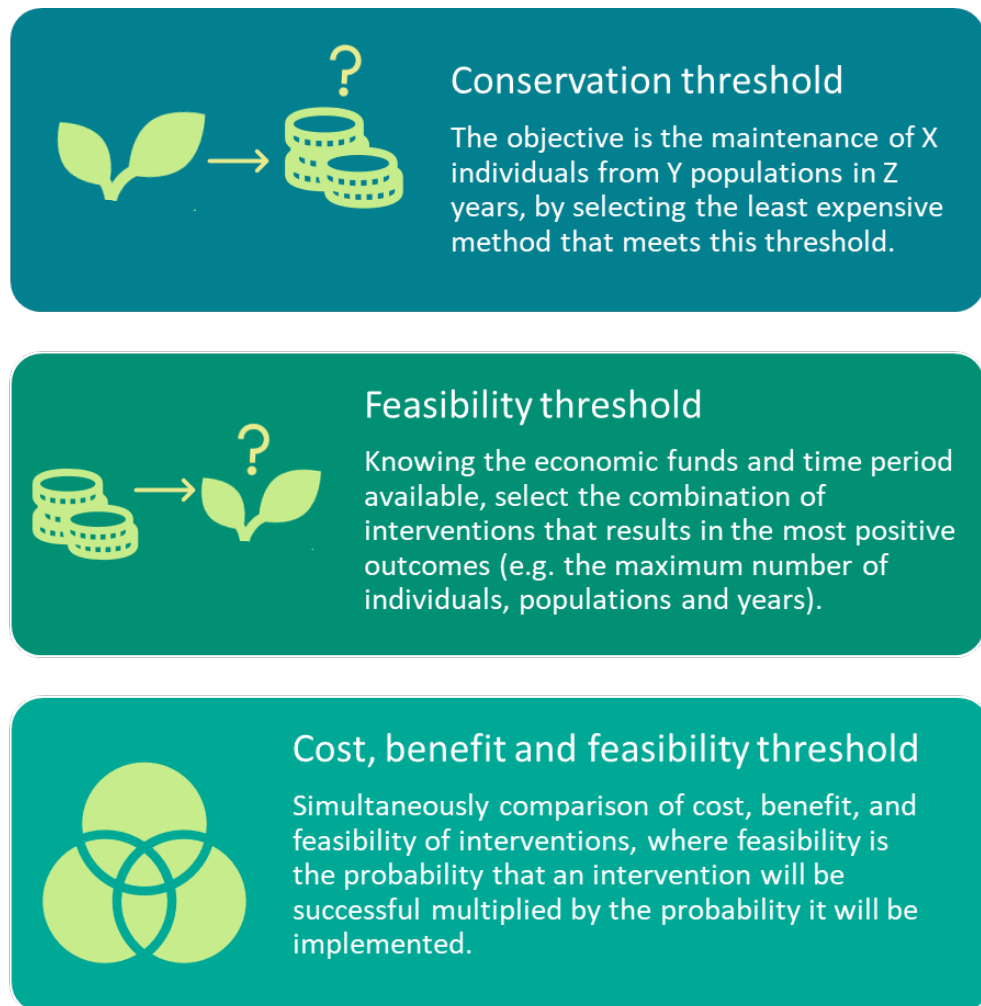 ?
Conservation threshold
The objective is the maintenance of X
individuals from Y populations in Z
years, by selecting the least expensive
method that meets this threshold.
?
Feasibility threshold
Knowing the economic funds and time period
available, select the combination of
interventions that results in the most positive
outcomes (e.g. the maximum number of
individuals, populations and years).
Cost, benefit and feasibility threshold
Simultaneously comparison of cost, benefit, and
feasibility of interventions, where feasibility is
the probability that an intervention will be
successful multiplied by the probability it will be
implemented.